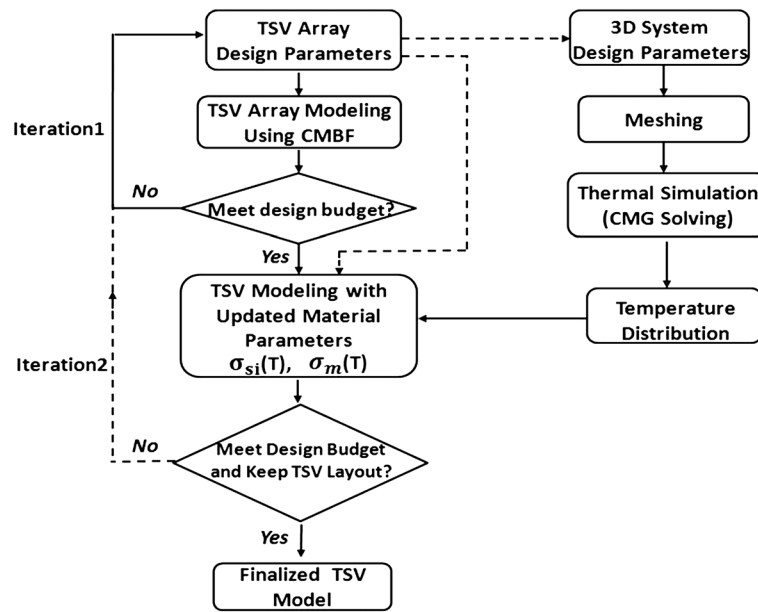 TSV Array
Design Parameters
3D System
Design Parameters
TSV Array Modeling
Using CMBF
Meshing
Iteration1
No
Meet design budget?
Thermal Simulation
(CMG Solving)
Yes
TSV Modeling with
Updated Material
Parameters
σsi(T), σm(T)
Temperature
Distribution
Iteration2
No
Meet Design Budget
and Keep TSV Layout?
Yes
Finalized TSV
Model